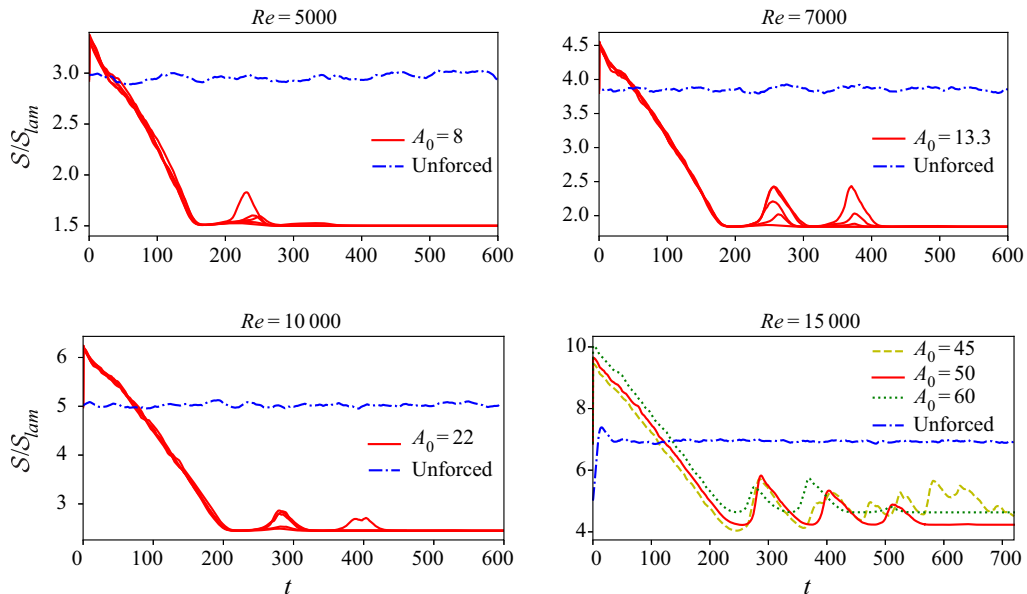 Re = 5000
Re = 7000
S/S_lam
3.0
2.5
2.0
1.5
A_0 = 8
Unforced
0 100 200 300 400 500 600
4.5
4.0
3.5
3.0
2.5
2.0
A_0 = 13.3
Unforced
0 100 200 300 400 500 600
Re = 10 000
Re = 15 000
S/S_lam
6
5
4
3
A_0 = 22
Unforced
0 100 200 300 400 500 600
t
10
8
6
4
A_0 = 45
A_0 = 50
A_0 = 60
Unforced
0 100 200 300 400 500 600 700
t